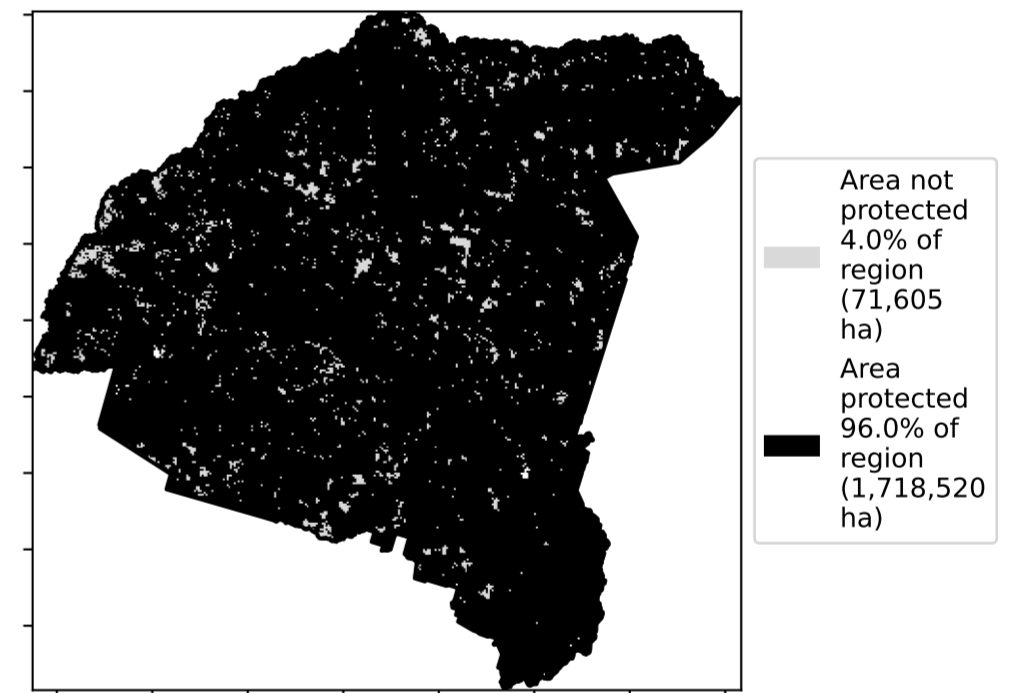 Area not
protected
4.0% of
region
(71,605
ha)
Area
protected
96.0% of
region
(1,718,520
ha)